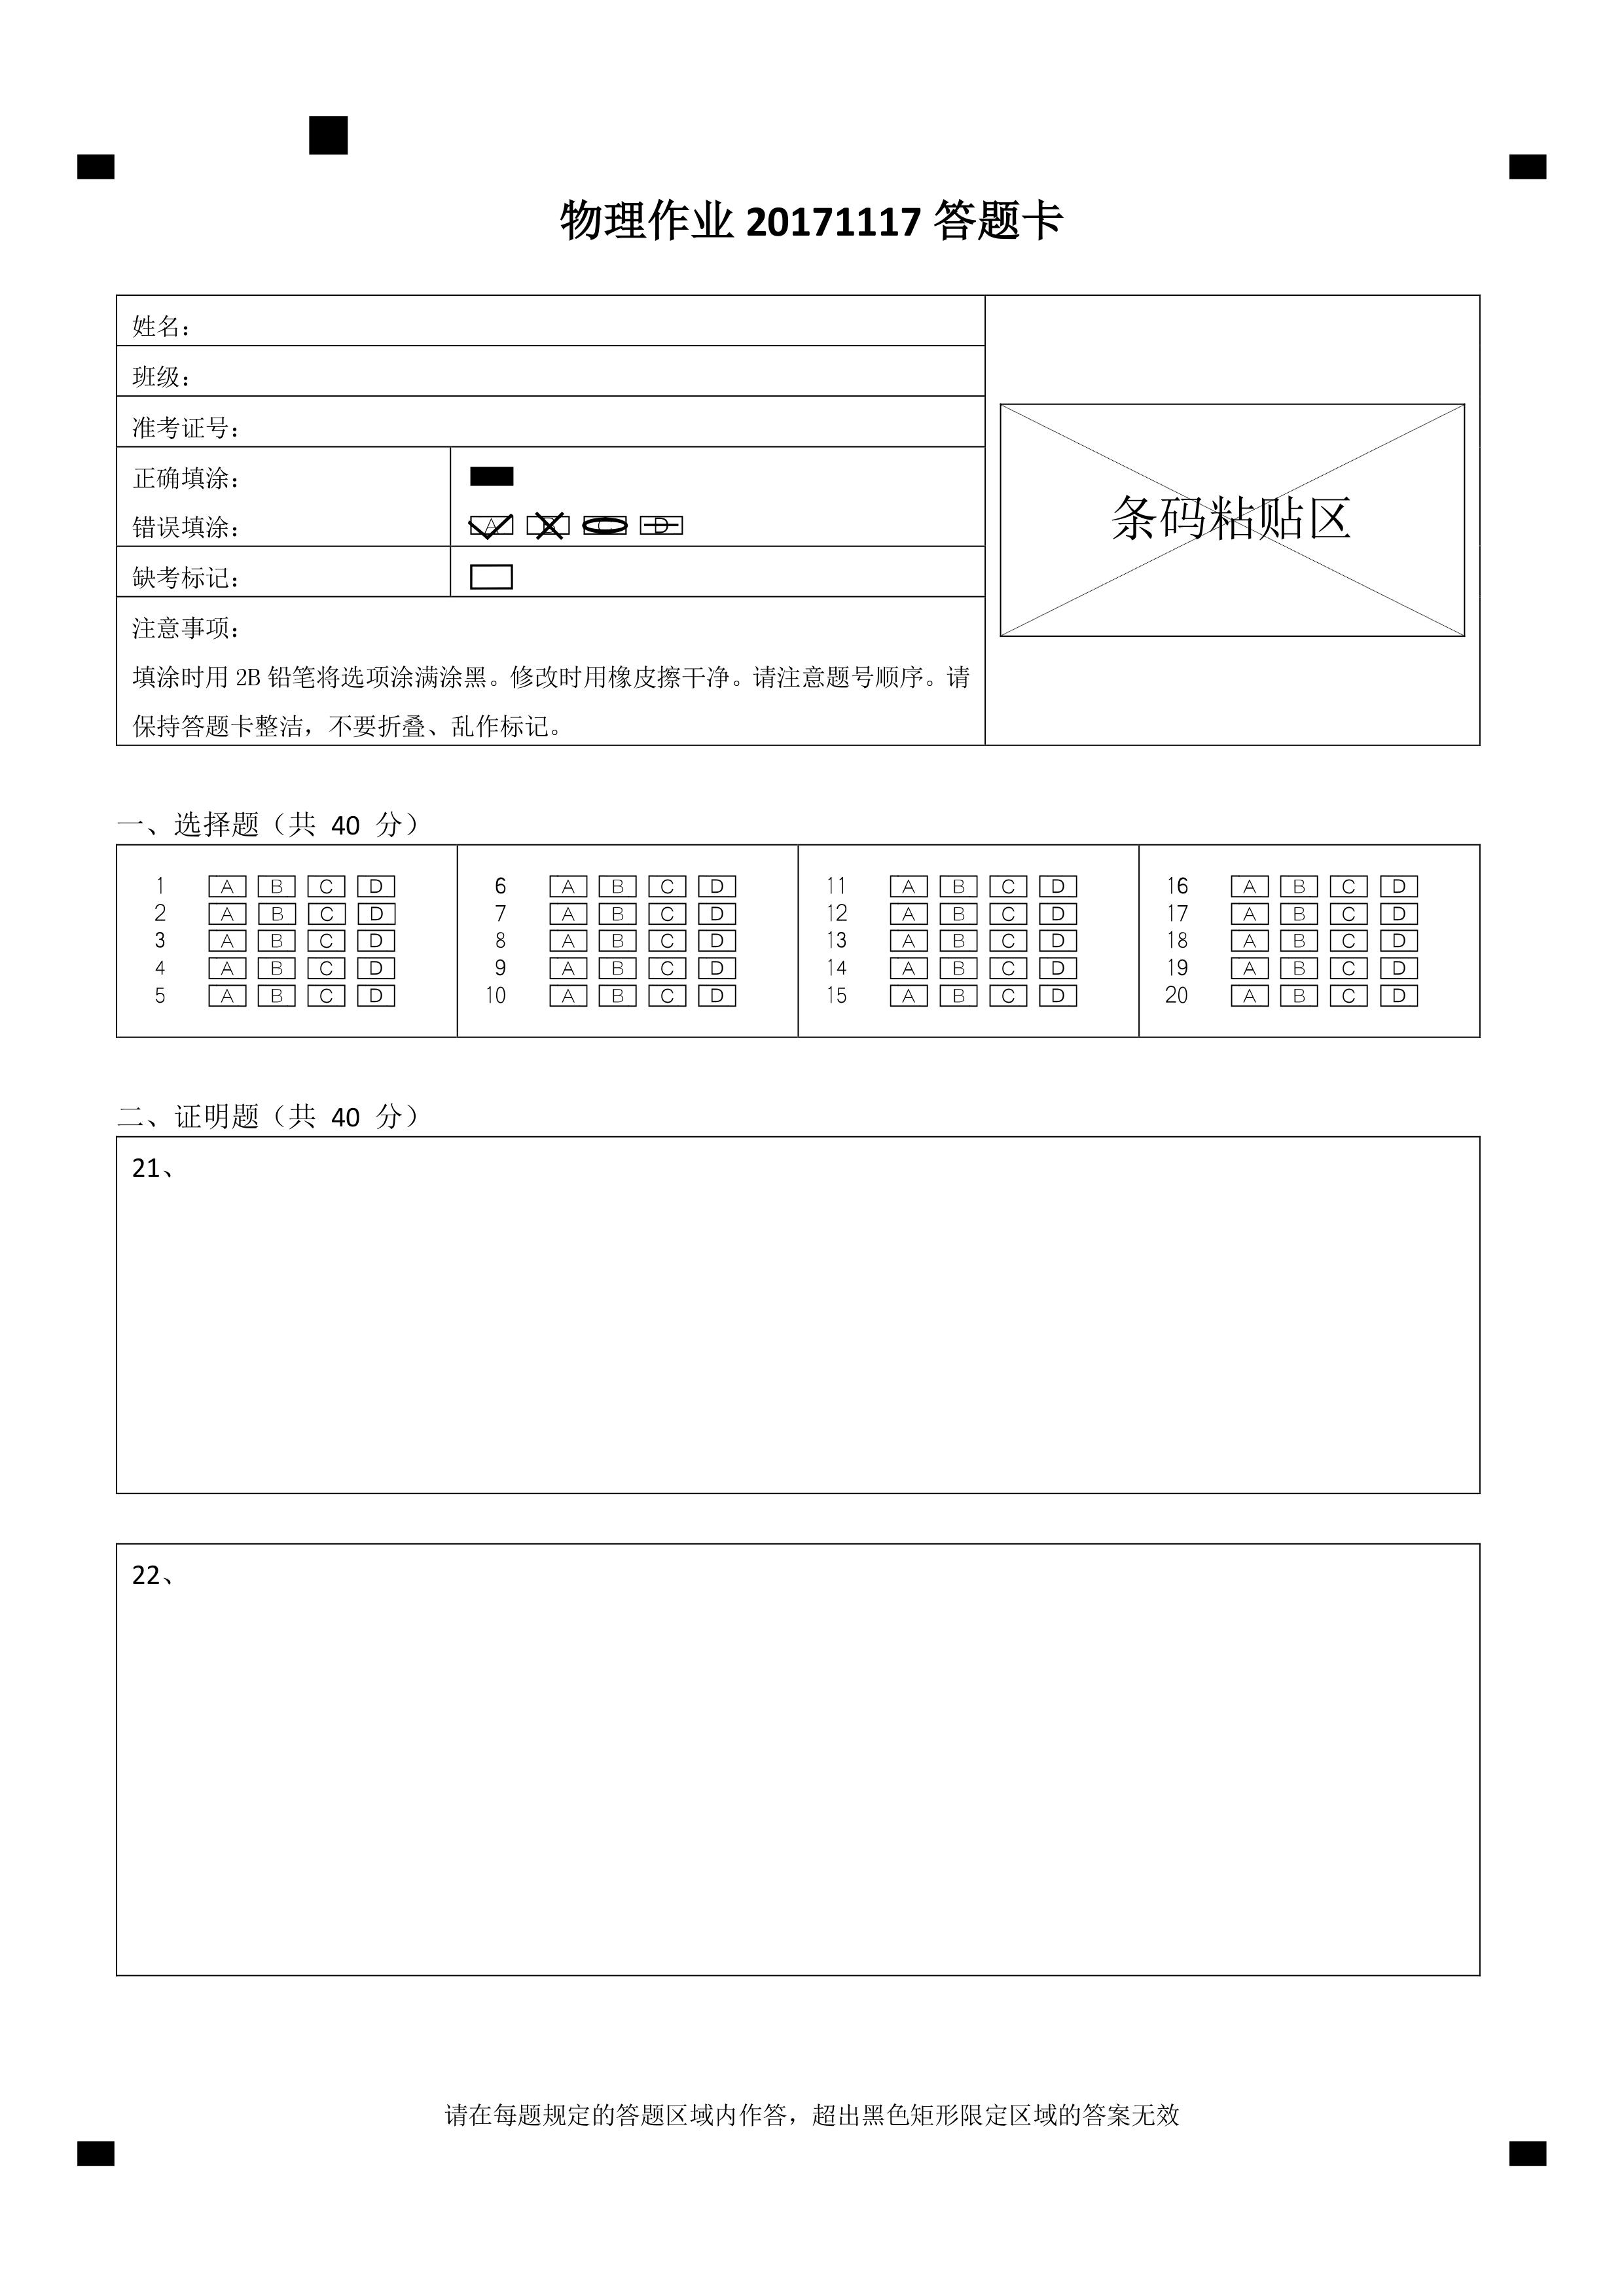 物理作业 20171117 答题卡
姓名：
班级：
准考证号：
正确填涂：
错误填涂： A B C D
缺考标记：
注意事项：
填涂时用 2B 铅笔将选项涂满涂黑。修改时用橡皮擦干净。请注意题号顺序。请
保持答题卡整洁，不要折叠、乱作标记。
条码粘贴区
一、选择题（共 40 分）
1 A B C D 6 A B C D 11 A B C D 16 A B C D
2 A B C D 7 A B C D 12 A B C D 17 A B C D
3 A B C D 8 A B C D 13 A B C D 18 A B C D
4 A B C D 9 A B C D 14 A B C D 19 A B C D
5 A B C D 10 A B C D 15 A B C D 20 A B C D
二、证明题（共 40 分）
21、
22、
请在每题规定的答题区域内作答，超出黑色矩形限定区域的答案无效